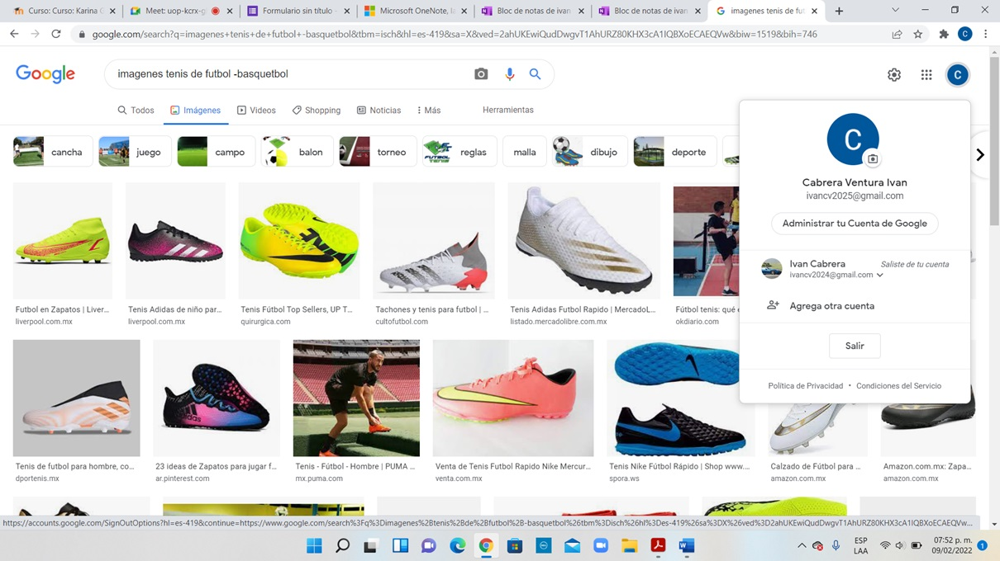 Curso: Curso: Karina G
Meet: uop-kcrx-g
Formulario sin título -
Microsoft OneNote, la
Bloc de notas de ivan
Bloc de notas de ivan
imagenes tenis de fut
google.com/search?q=imagenes+tenis+de+futbol+-basquetbol&tbm=isch&hl=es-419&sa=X&ved=2ahUKEwiQudDwgvT1AhURZ80KHX3cA1IQBXoECAEQVw&biw=1519&bih=746
C
Google
imagenes tenis de futbol -basquetbol
C
Todos
Imágenes
Videos
Shopping
Noticias
Más
Herramientas
cancha
juego
campo
balon
torneo
FUTBOL TENIS
reglas
malla
dibujo
deporte
C
Cabrera Ventura Ivan
ivancv2025@gmail.com
Administrar tu Cuenta de Google
Ivan Cabrera
Saliste de tu cuenta
ivancv2024@gmail.com
Agrega otra cuenta
Salir
Política de Privacidad • Condiciones del Servicio
Futbol en Zapatos | Liver...
liverpool.com.mx
Tenis Adidas de niño par...
liverpool.com.mx
Tenis Fútbol Top Sellers, UP T...
quirurgica.com
Tachones y tenis para futbol | ...
cultofutbol.com
Tenis Adidas Futbol Rapido | MercadoL...
listado.mercadolibre.com.mx
Fútbol tenis: qué e
okdiario.com
adidas
Tenis de futbol para hombre, co...
dportenis.mx
23 ideas de Zapatos para jugar f...
ar.pinterest.com
Tenis - Fútbol - Hombre | PUMA ...
mx.puma.com
Venta de Tenis Futbol Rapido Nike Mercur...
venta.com.mx
Tenis Nike Fútbol Rápido | Shop www....
spora.ws
Calzado de Fútbol para ...
amazon.com.mx
Amazon.com.mx: Zapa...
amazon.com.mx
https://accounts.google.com/SignOutOptions?hl=es-419&continue=https://www.google.com/search%3Fq%3Dimagenes%2Btenis%2Bde%2Bfutbol%2B-basquetbol%26tbm%3Disch%26hl%3Des-419%26sa%3DX%26ved%3D2ahUKEwiQudDwgvT1AhURZ80KHX3cA1IQBXoECAEQVw...
ESP
LAA
07:52 p. m.
09/02/2022
1